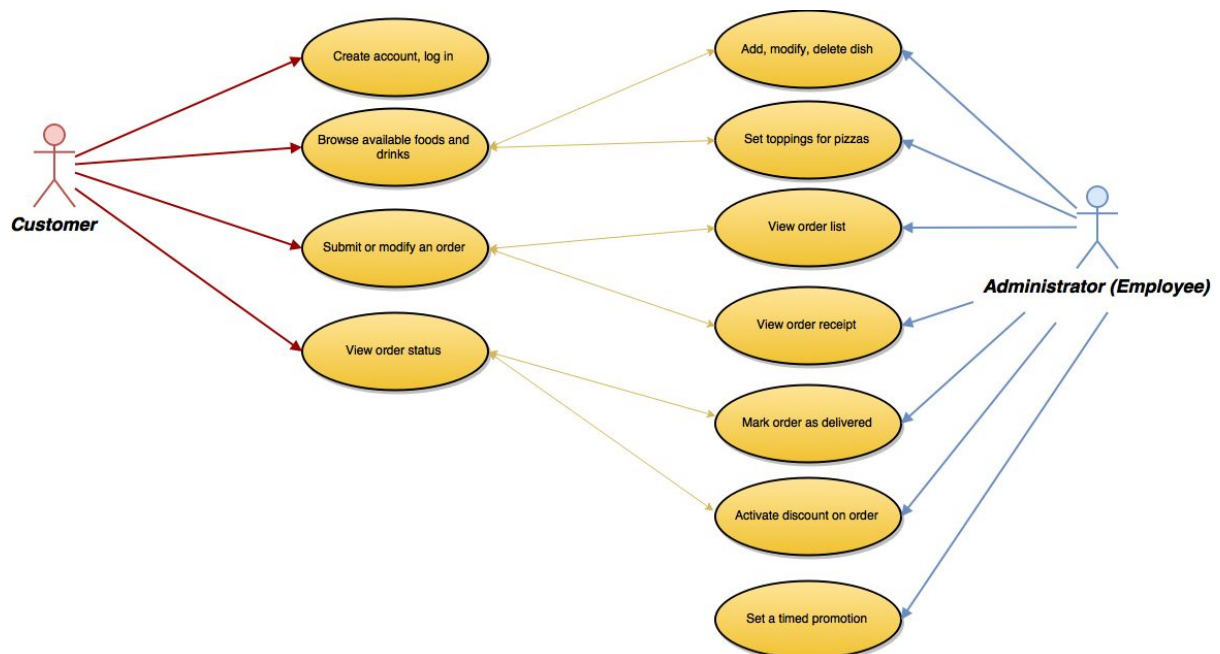 Create account, log in
Add, modify, delete dish
Browse available foods and
drinks
Set toppings for pizzas
Customer
Submit or modify an order
View order list
Administrator (Employee)
View order receipt
View order status
Mark order as delivered
Activate discount on order
Set a timed promotion